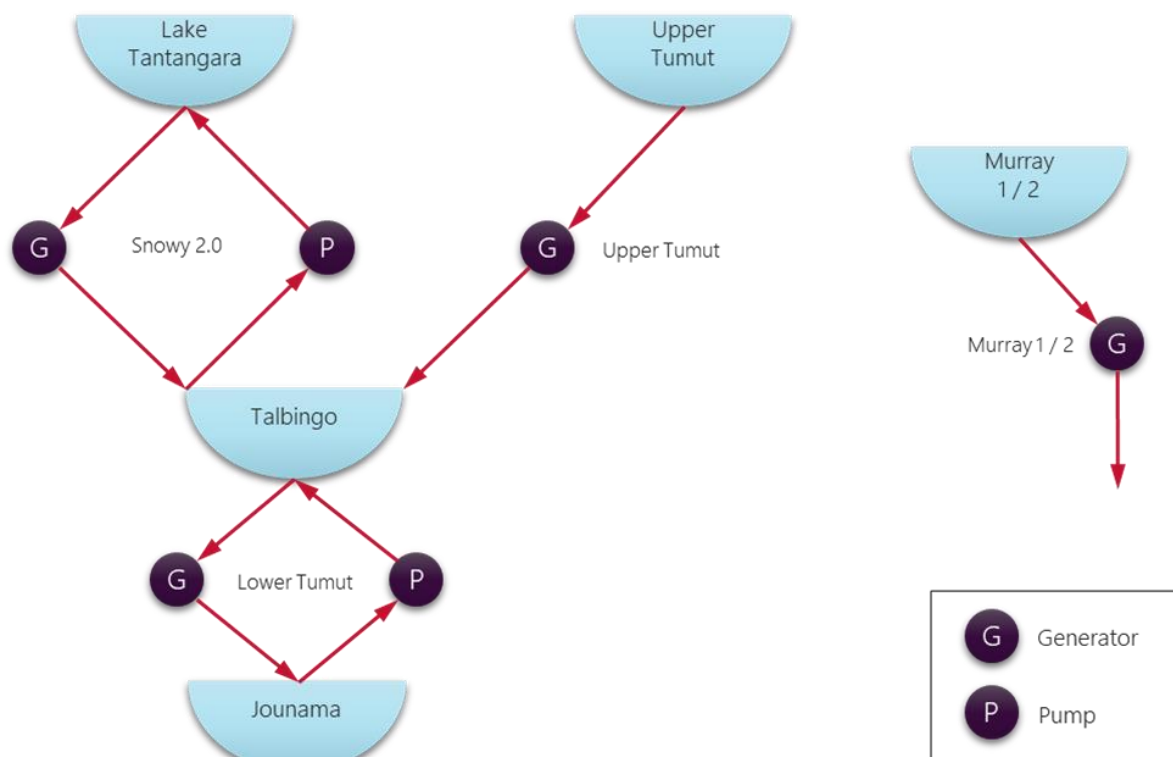 Lake
Tantangara
Upper
Tumut
Murray
1 / 2
G
Snowy 2.0
P
G
Upper Tumut
Murray 1 / 2
G
Talbingo
G
Lower Tumut
P
G
Generator
Jounama
P
Pump